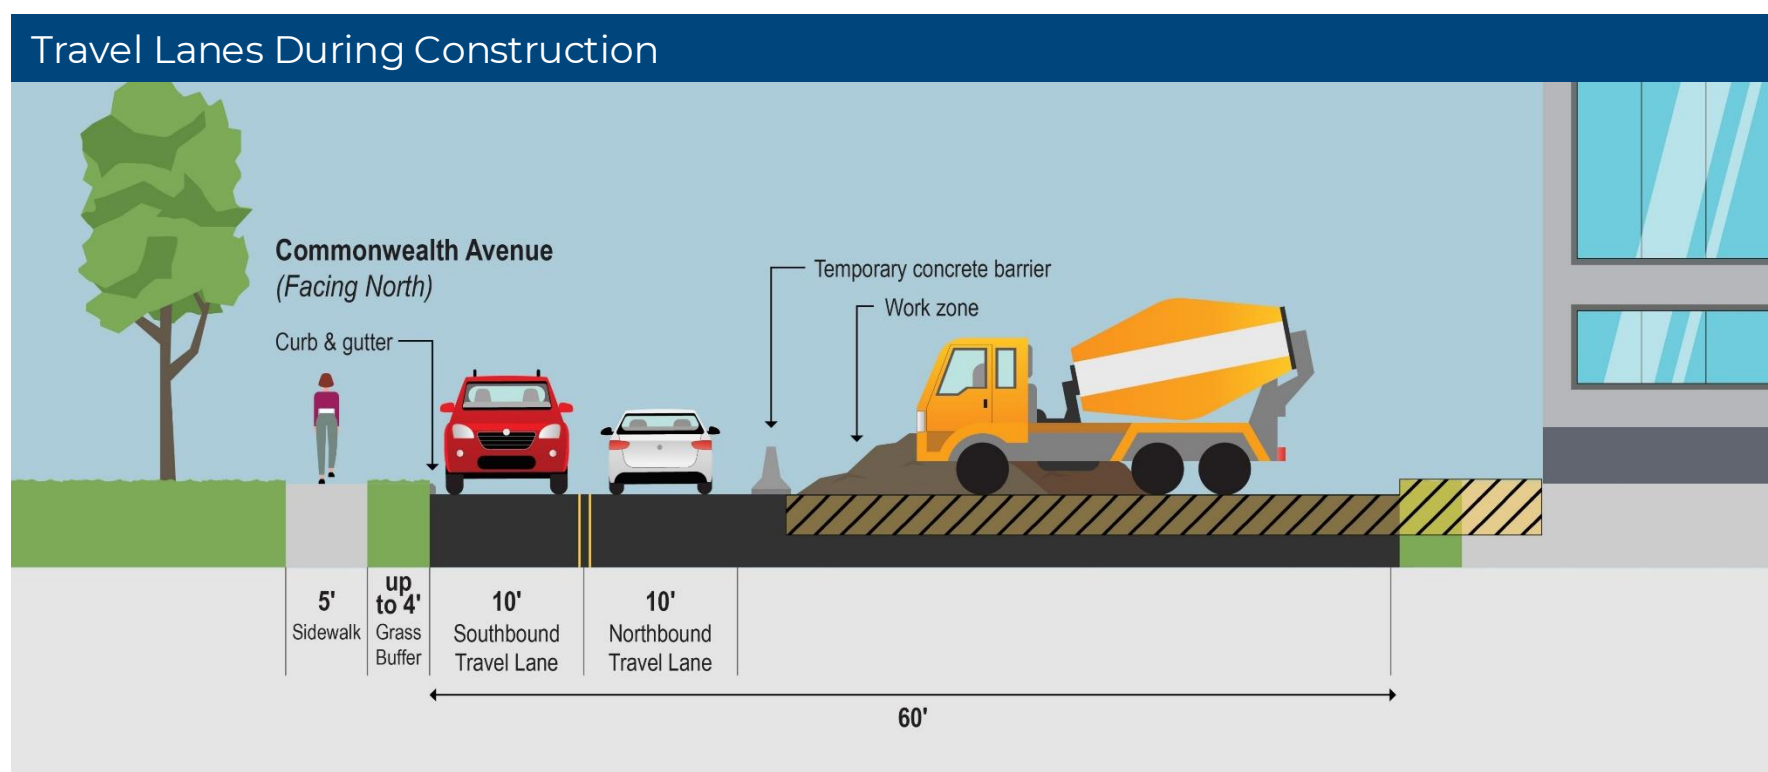 Travel Lanes During Construction
Commonwealth Avenue
(Facing North)
Temporary concrete barrier
Work zone
Curb & gutter
5'
Sidewalk
up
to 4'
Grass
Buffer
10'
Southbound
Travel Lane
10'
Northbound
Travel Lane
60'